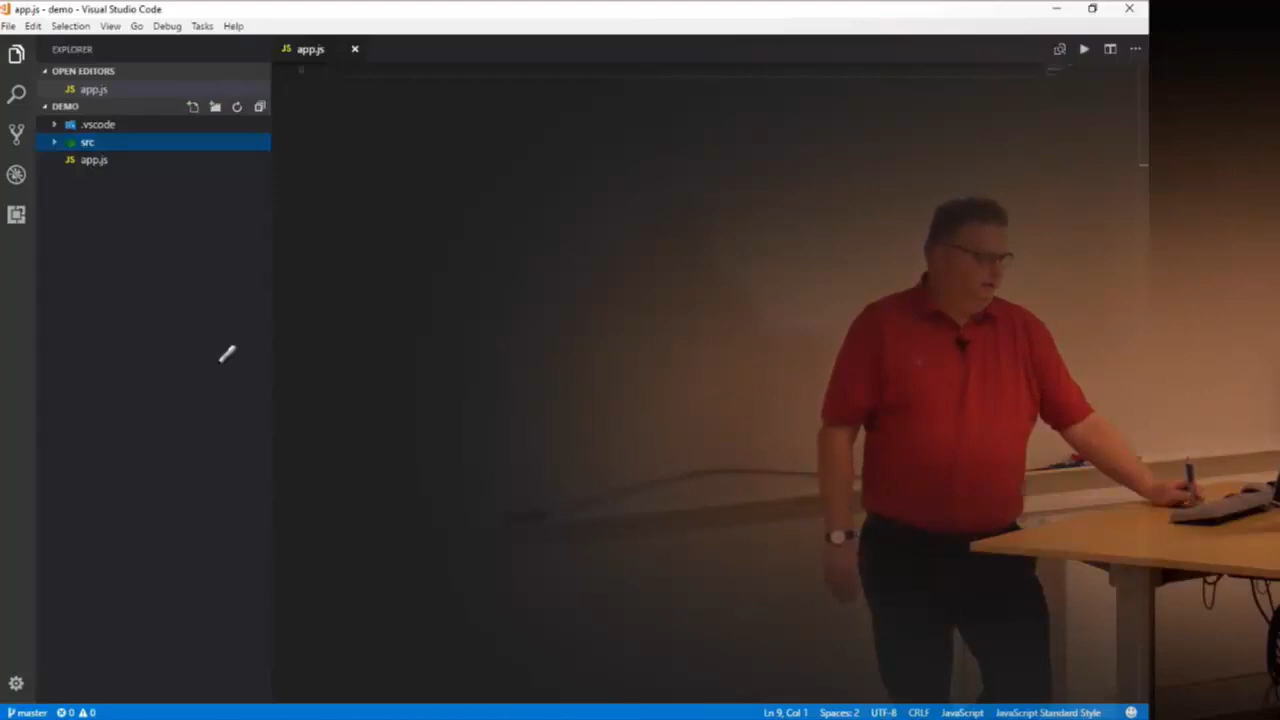 app.js - demo - Visual Studio Code
File Edit Selection View Go Debug Tasks Help
EXPLORER
JS app.js
OPEN EDITORS
JS app.js
DEMO
.vscode
src
JS app.js
master 0 0 Ln 9, Col 1 Spaces: 2 UTF-8 CRLF JavaScript JavaScript Standard Style